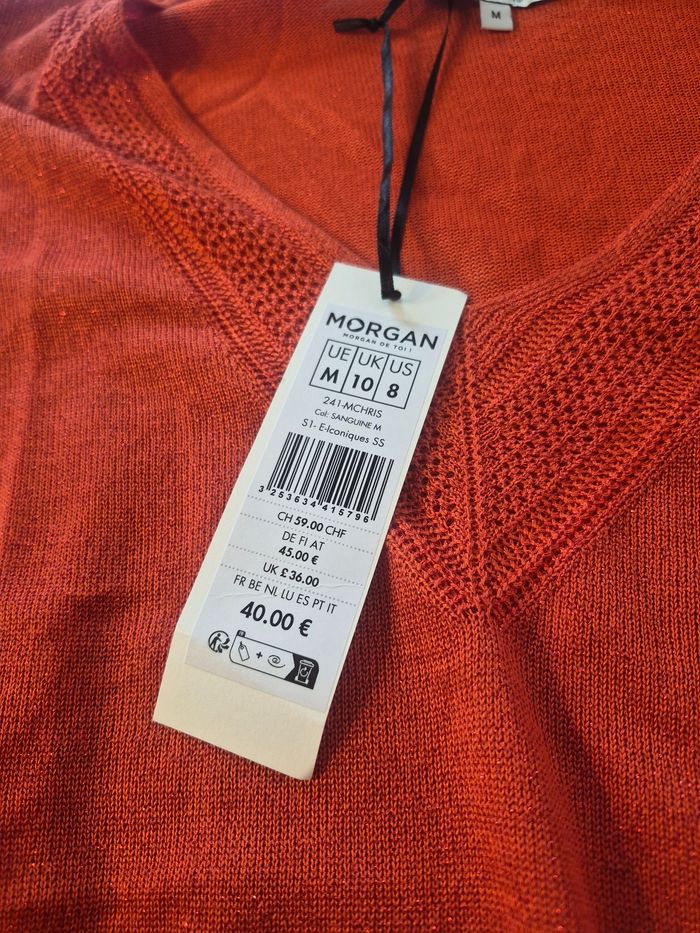 M
MORGAN
MORGAN DE TOI !
UE UK US
M 10 8
241-MCHRIS
Col: SANGUINE M
S1- E-Iconiques SS
3 253634 415796
CH 59.00 CHF
DE FI AT
45.00 €
UK £ 36.00
FR BE NL LU ES PT IT
40.00 €
+